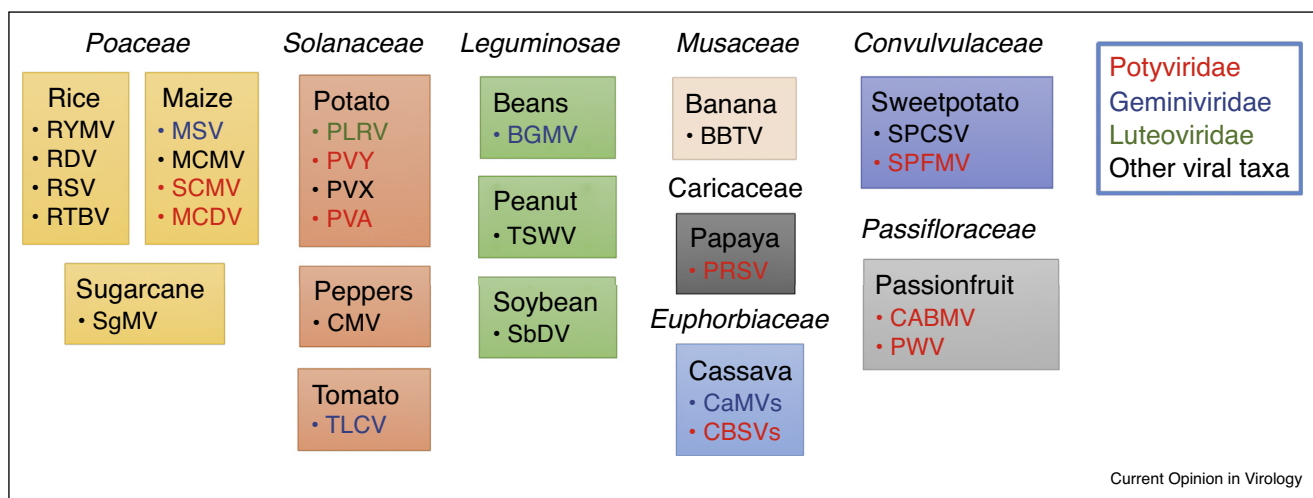 Poaceae
Rice
• RYMV
• RDV
• RSV
• RTBV
Maize
• MSV
• MCMV
• SCMV
• MCDV
Sugarcane
• SgMV
Solanaceae
Potato
• PLRV
• PVY
• PVX
• PVA
Peppers
• CMV
Tomato
• TLCV
Leguminosae
Beans
• BGMV
Peanut
• TSWV
Soybean
• SbDV
Musaceae
Banana
• BBTV
Caricaceae
Papaya
• PRSV
Euphorbiaceae
Cassava
• CaMVs
• CBSVs
Convulvulaceae
Sweetpotato
• SPCSV
• SPFMV
Passifloraceae
Passionfruit
• CABMV
• PWV
Potyviridae
Geminiviridae
Luteoviridae
Other viral taxa
Current Opinion in Virology